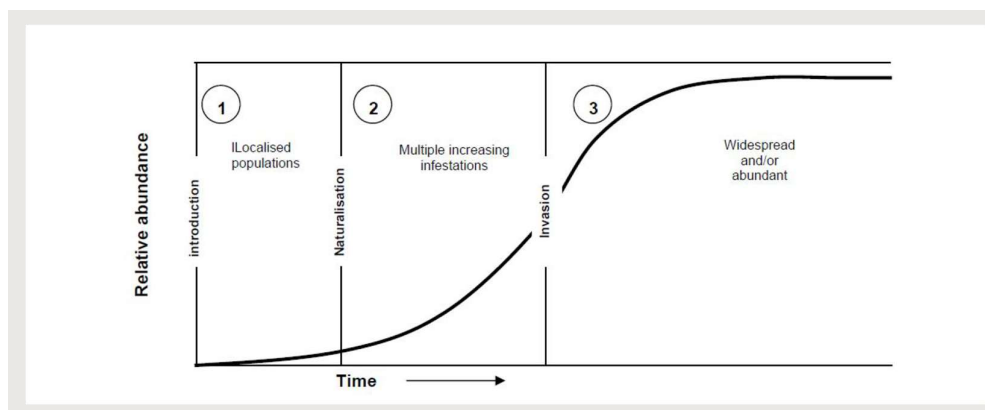 1
2
3
ILocalised
populations
Multiple increasing
infestations
Widespread
and/or
abundant
Relative abundance
introduction
Naturalisation
Invasion
Time